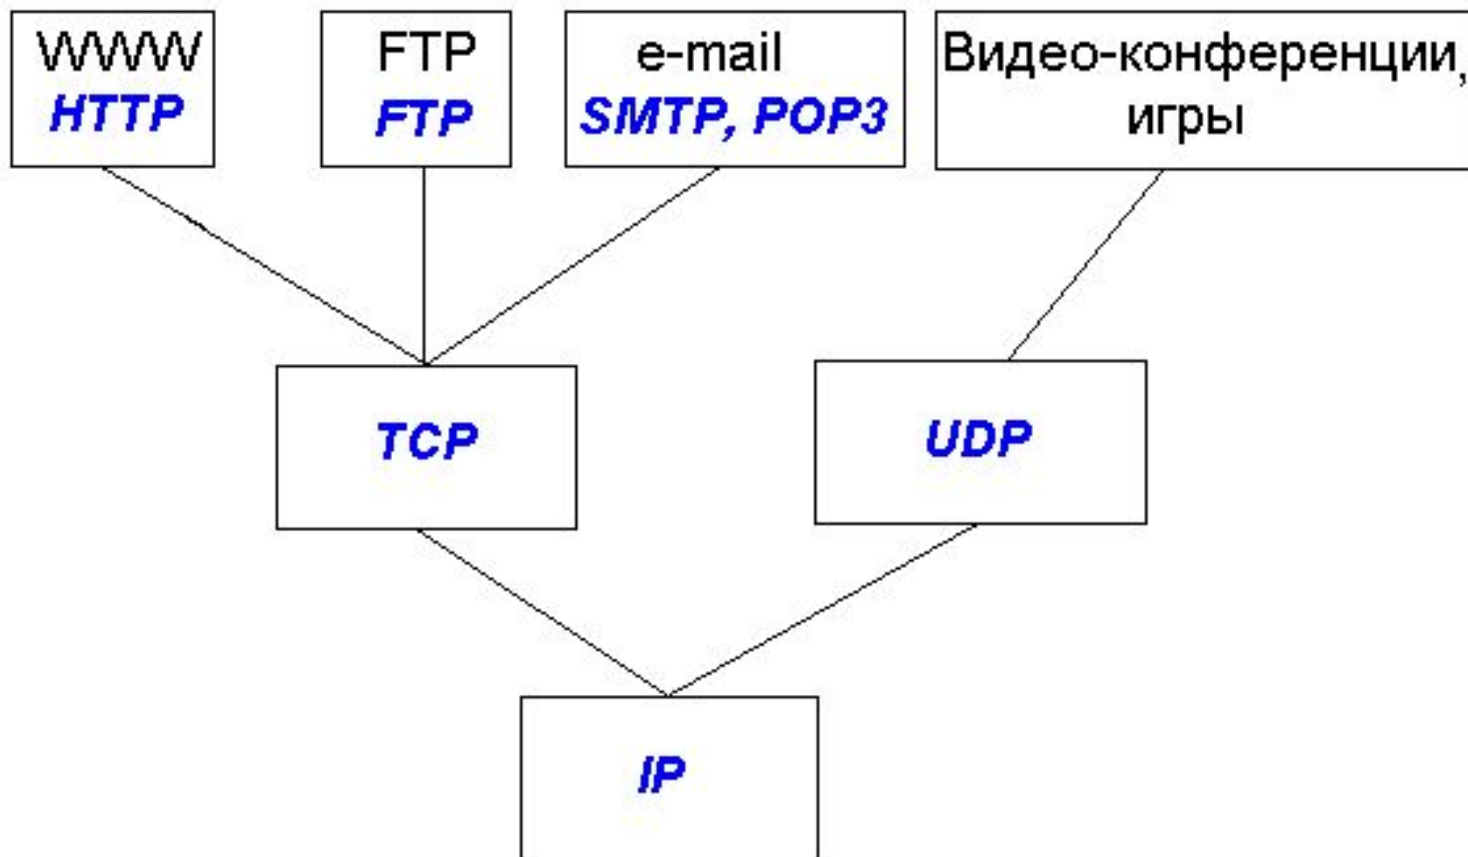 WWW
HTTP
FTP
FTP
e-mail
SMTP, POP3
Видео-конференции,
игры
TCP
UDP
IP